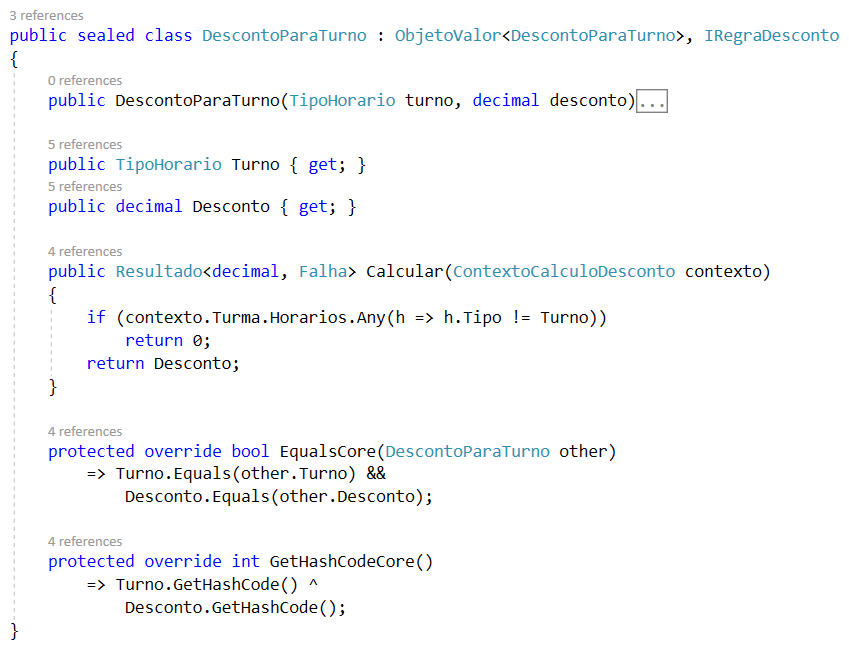 3 references
public sealed class DescontoParaTurno : ObjetoValor<DescontoParaTurno>, IRegraDesconto
{
0 references
public DescontoParaTurno(TipoHorario turno, decimal desconto)...
5 references
public TipoHorario Turno { get; }
5 references
public decimal Desconto { get; }
4 references
public Resultado<decimal, Falha> Calcular(ContextoCalculoDesconto contexto)
{
if (contexto.Turma.Horarios.Any(h => h.Tipo != Turno))
return 0;
return Desconto;
}
4 references
protected override bool EqualsCore(DescontoParaTurno other)
=> Turno.Equals(other.Turno) &&
Desconto.Equals(other.Desconto);
4 references
protected override int GetHashCodeCore()
=> Turno.GetHashCode() ^
Desconto.GetHashCode();
}